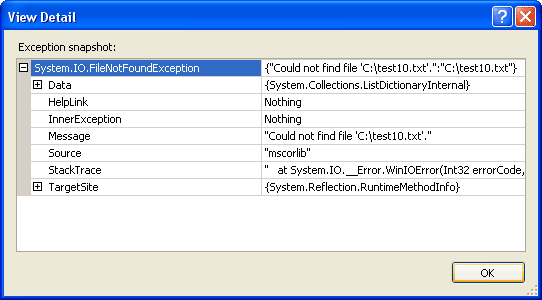 View Detail
Exception snapshot:
System.IO.FileNotFoundException {"Could not find file 'C:\test10.txt'.":"C:\test10.txt"}
Data {System.Collections.ListDictionaryInternal}
HelpLink Nothing
InnerException Nothing
Message "Could not find file 'C:\test10.txt'."
Source "mscorlib"
StackTrace "   at System.IO.__Error.WinIOError(Int32 errorCode,
TargetSite {System.Reflection.RuntimeMethodInfo}
OK